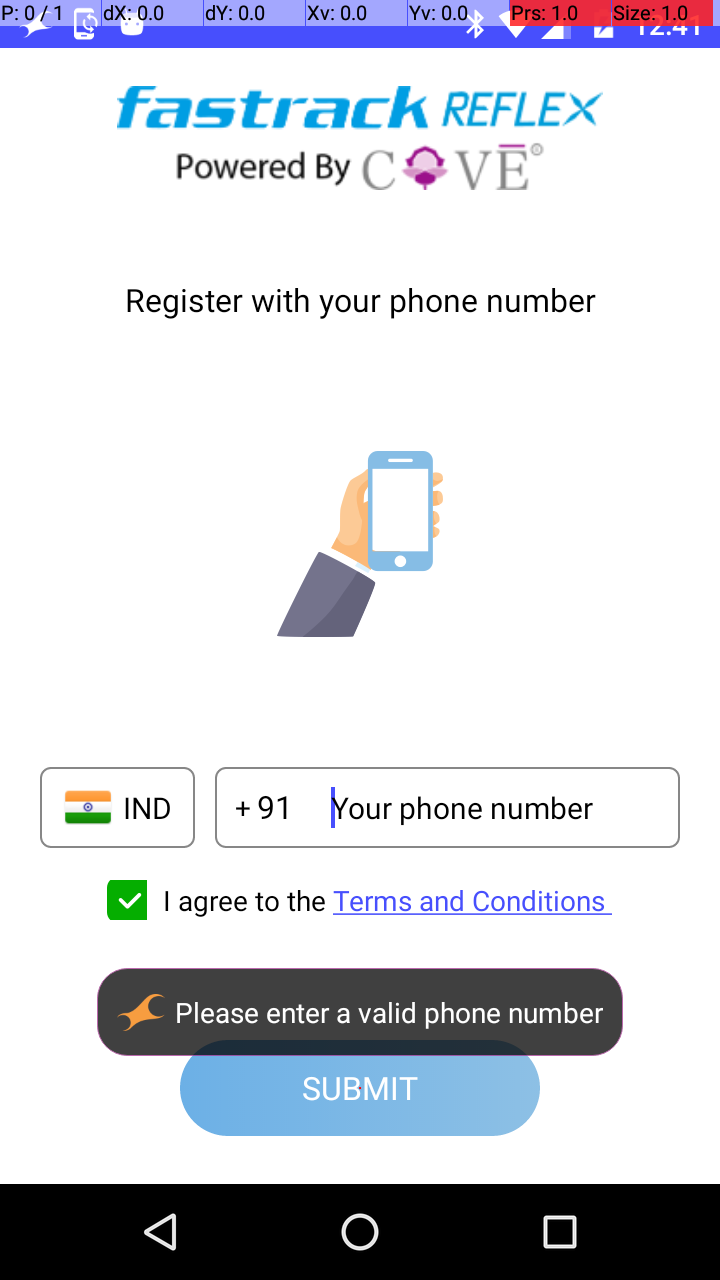 P: 0 / 1 dX: 0.0 dY: 0.0 Xv: 0.0 Yv: 0.0 Prs: 1.0 Size: 1.0
12:41
fastrack REFLEX
Powered By COVĒ®
Register with your phone number
IND +91 Your phone number
I agree to the Terms and Conditions
Please enter a valid phone number
SUBMIT